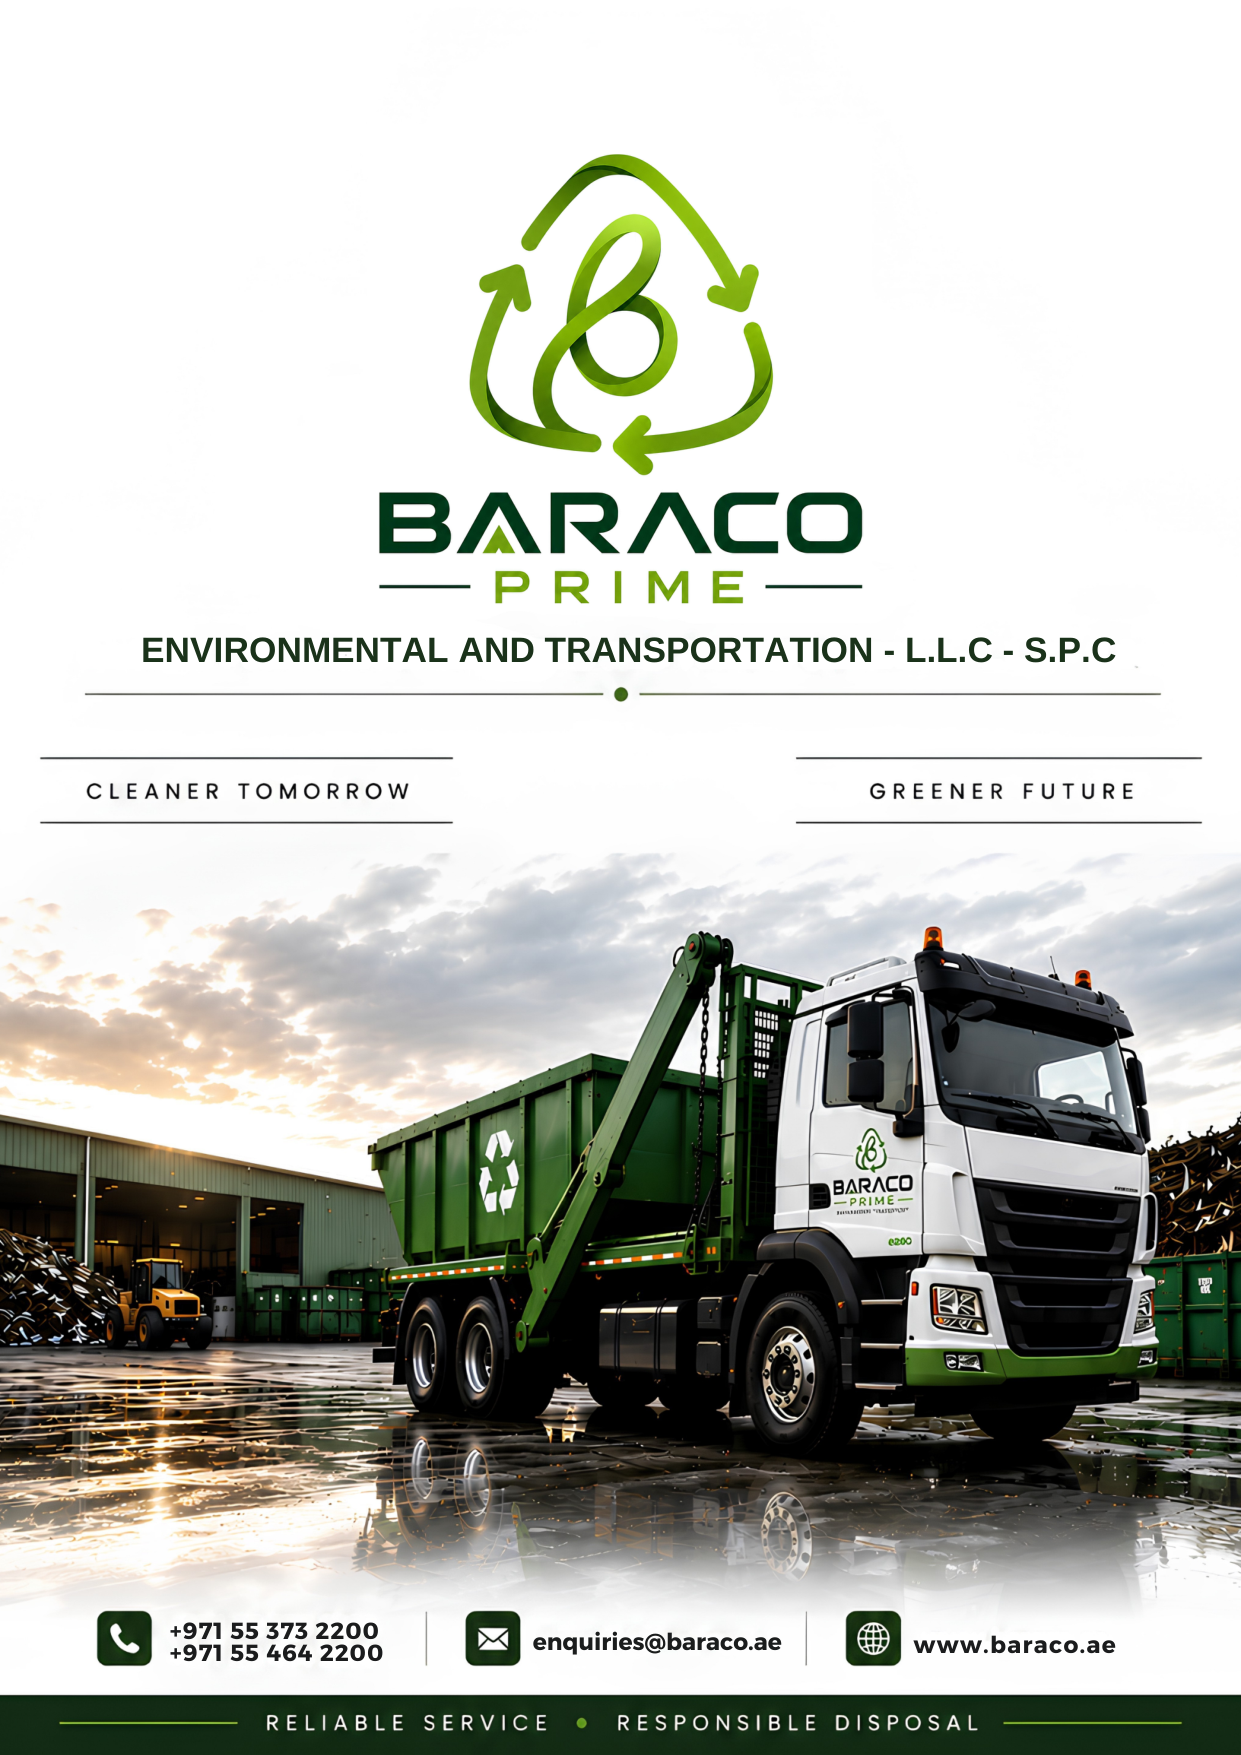 BARACO
PRIME
ENVIRONMENTAL AND TRANSPORTATION - L.L.C - S.P.C
CLEANER TOMORROW
GREENER FUTURE
BARACO
PRIME
+971 55 373 2200
+971 55 464 2200
enquiries@baraco.ae
www.baraco.ae
RELIABLE SERVICE • RESPONSIBLE DISPOSAL